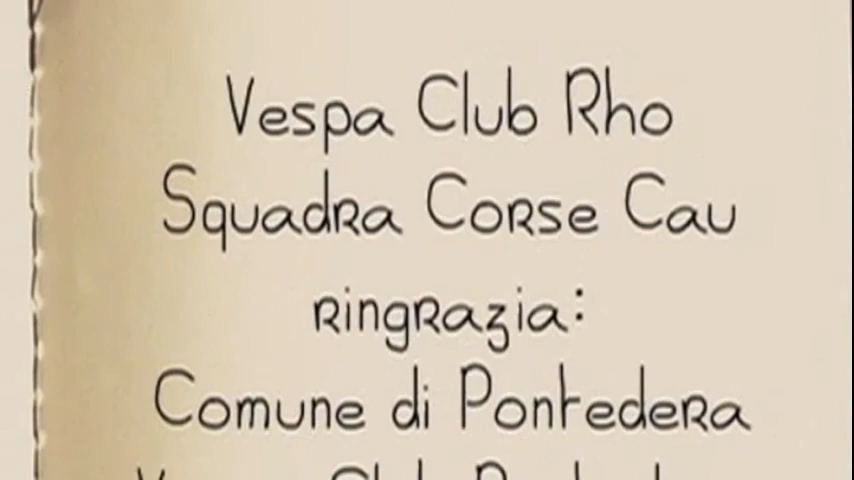 Vespa Club Rho
Squadra Corse Cau
ringrazia:
Comune di Pontedera